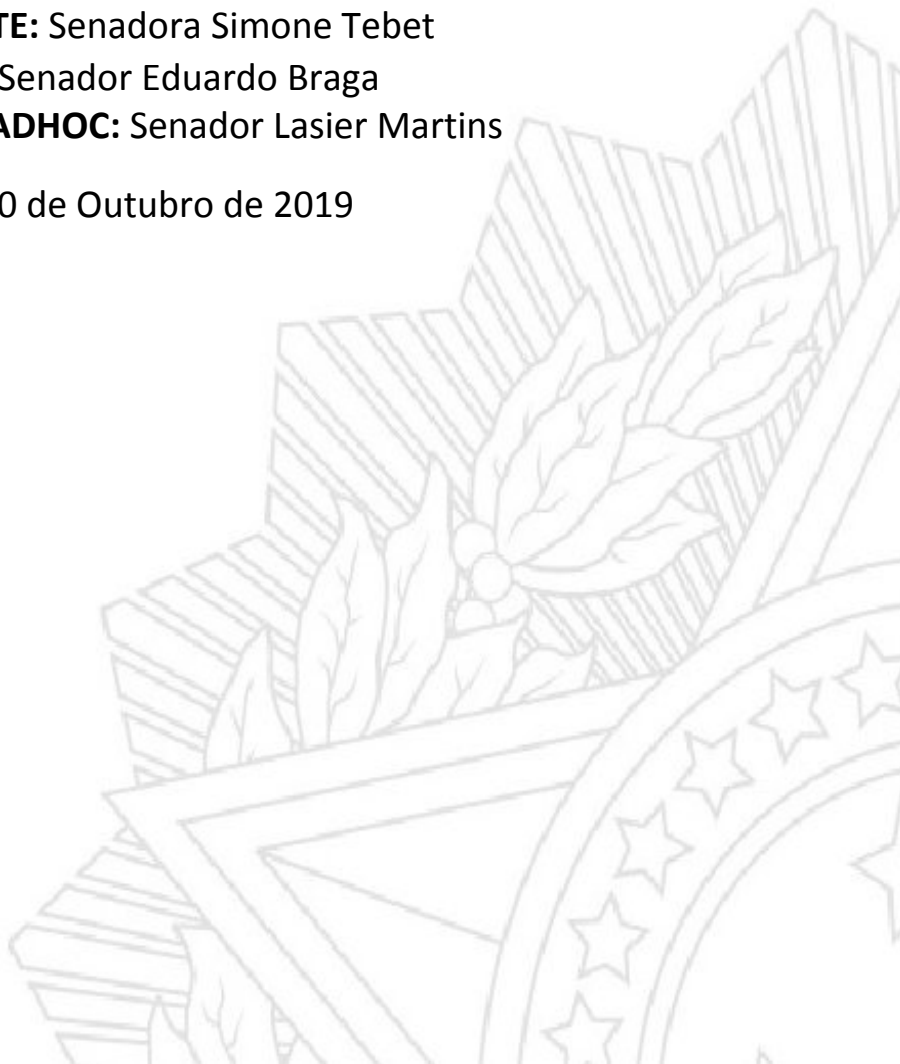 TE: Senadora Simone Tebet
Senador Eduardo Braga
ADHOC: Senador Lasier Martins
0 de Outubro de 2019